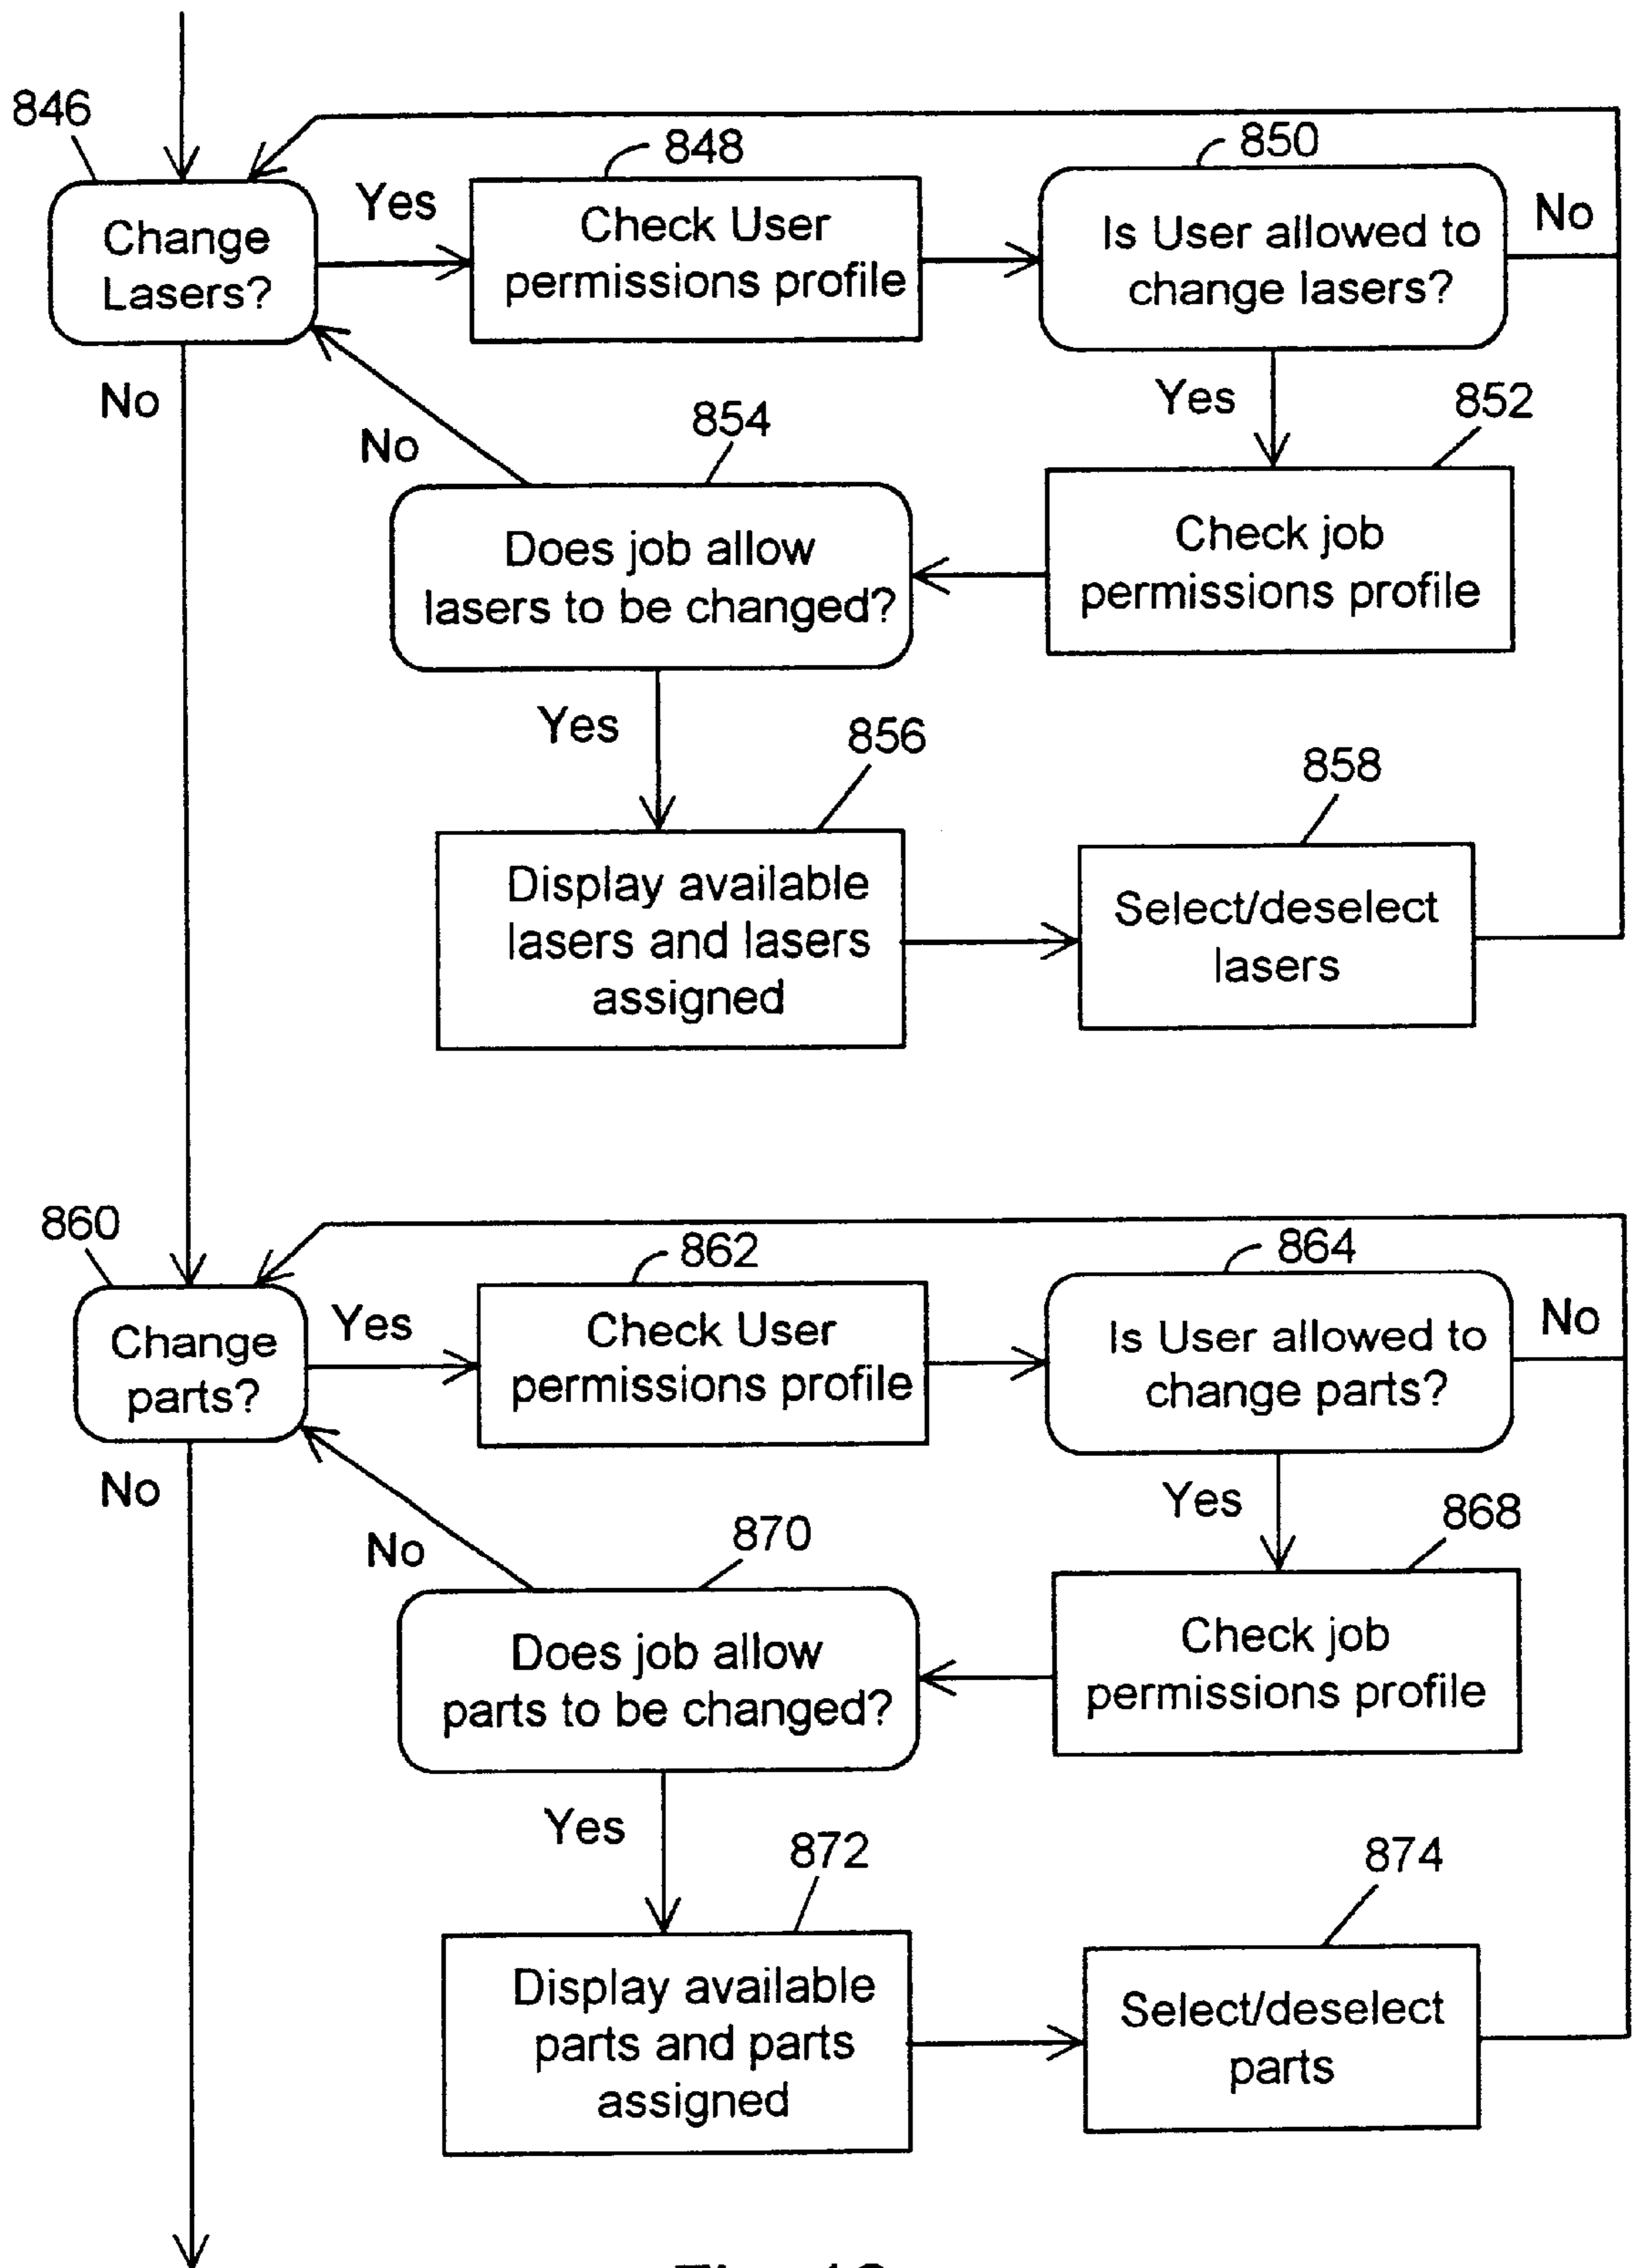 846
848
850
Change
Lasers?
Yes
Check User
permissions profile
Is User allowed to
change lasers?
No
No
No
854
Yes
852
Does job allow
lasers to be changed?
Check job
permissions profile
Yes
856
858
Display available
lasers and lasers
assigned
Select/deselect
lasers
860
862
864
Change
parts?
Yes
Check User
permissions profile
Is User allowed to
change parts?
No
No
No
870
Yes
868
Does job allow
parts to be changed?
Check job
permissions profile
Yes
872
874
Display available
parts and parts
assigned
Select/deselect
parts